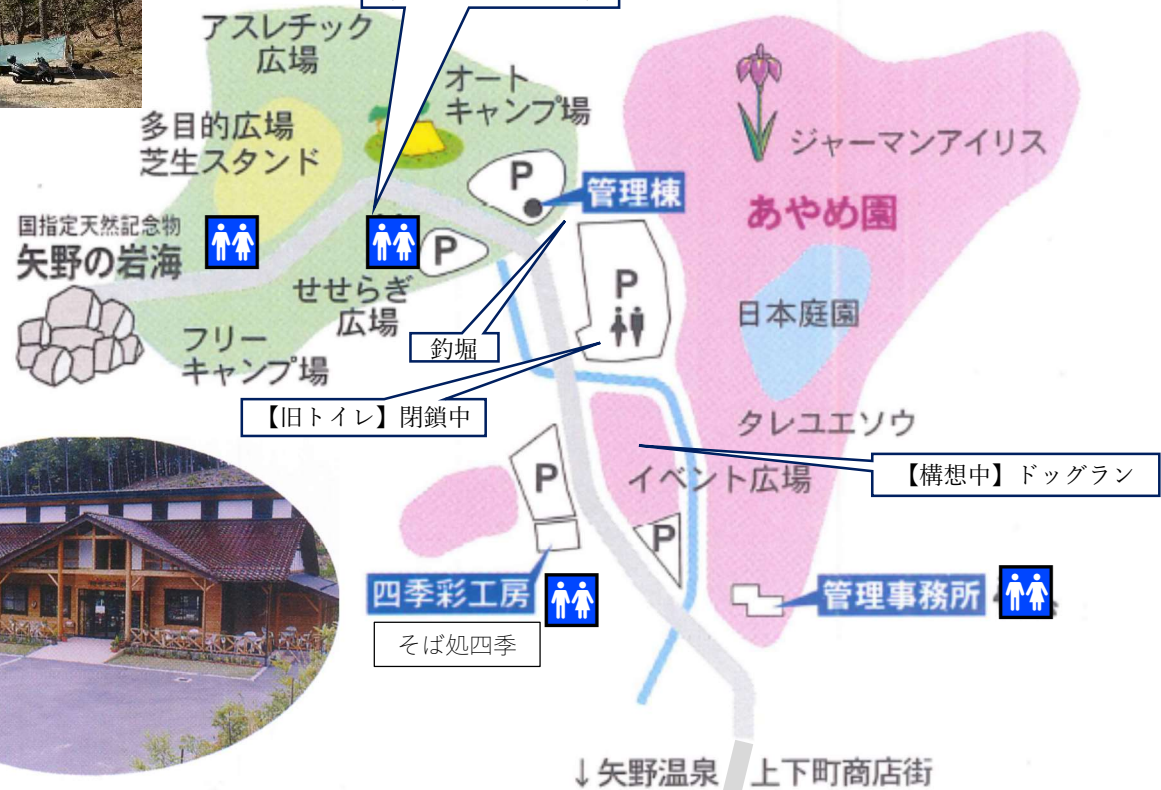 アスレチック
広場
オート
キャンプ場
多目的広場
芝生スタンド
ジャーマンアイリス
P
管理棟
あやめ園
国指定天然記念物
矢野の岩海
P
せせらぎ
広場
P
日本庭園
フリー
キャンプ場
釣堀
【旧トイレ】閉鎖中
タレユエソウ
P
イベント広場
【構想中】ドッグラン
P
四季彩工房
管理事務所
そば処四季
↓矢野温泉
上下町商店街